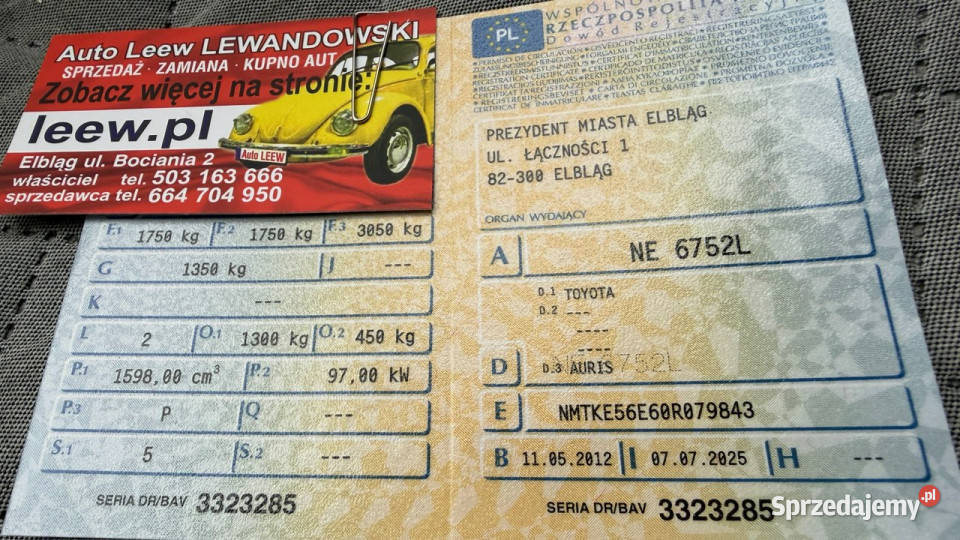 Auto Leew LEWANDOWSKI
SPRZEDAŻ · ZAMIANA · KUPNO AUT
Zobacz więcej na stronie:
leew.pl
Auto LEEW
Elbląg ul. Bociania 2
właściciel tel. 503 163 666
sprzedawca tel. 664 704 950
F.1 1750 kg F.2 1750 kg F.3 3050 kg
G 1350 kg J ---
K ---
L 2 O.1 1300 kg O.2 450 kg
P.1 1598,00 cm³ P.2 97,00 kW
P.3 P Q ---
S.1 5 S.2 ---
SERIA DR/BAV 3323285
PL
RZECZPOSPOLITA
Dowód Rejestracyjny
PREZYDENT MIASTA ELBLĄG
UL. ŁĄCZNOŚCI 1
82-300 ELBLĄG
ORGAN WYDAJĄCY
A NE 6752L
D.1 TOYOTA
D.2 ---
----
----
D D.3 AURIS
E NMTKE56E60R079843
B 11.05.2012 I 07.07.2025 H ---
SERIA DR/BAV 3323285
Sprzedajemy.pl